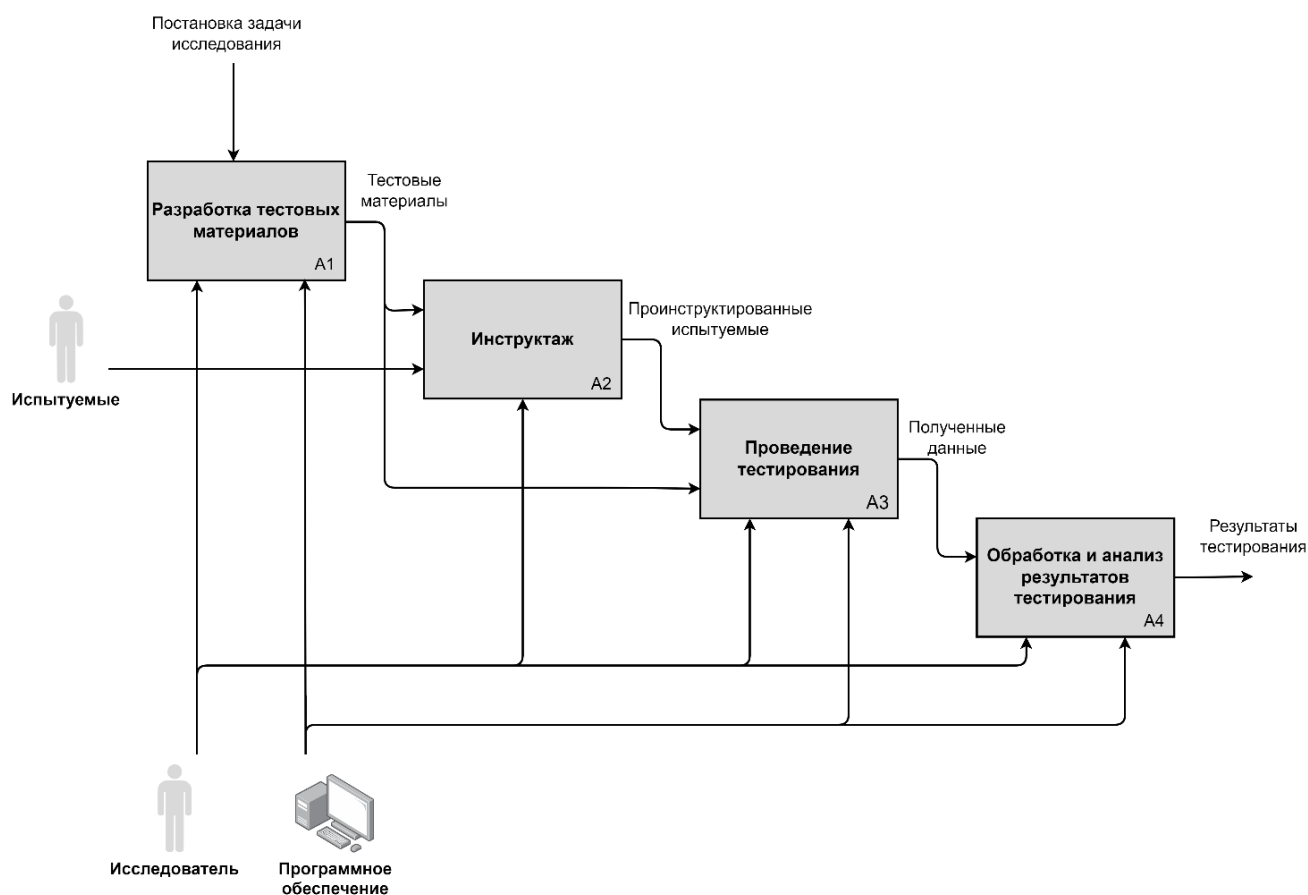 Постановка задачи
исследования
Разработка тестовых
материалов
A1
Тестовые
материалы
Испытуемые
Инструктаж
A2
Проинструктированные
испытуемые
Проведение
тестирования
A3
Полученные
данные
Обработка и анализ
результатов
тестирования
A4
Результаты
тестирования
Исследователь
Программное
обеспечение